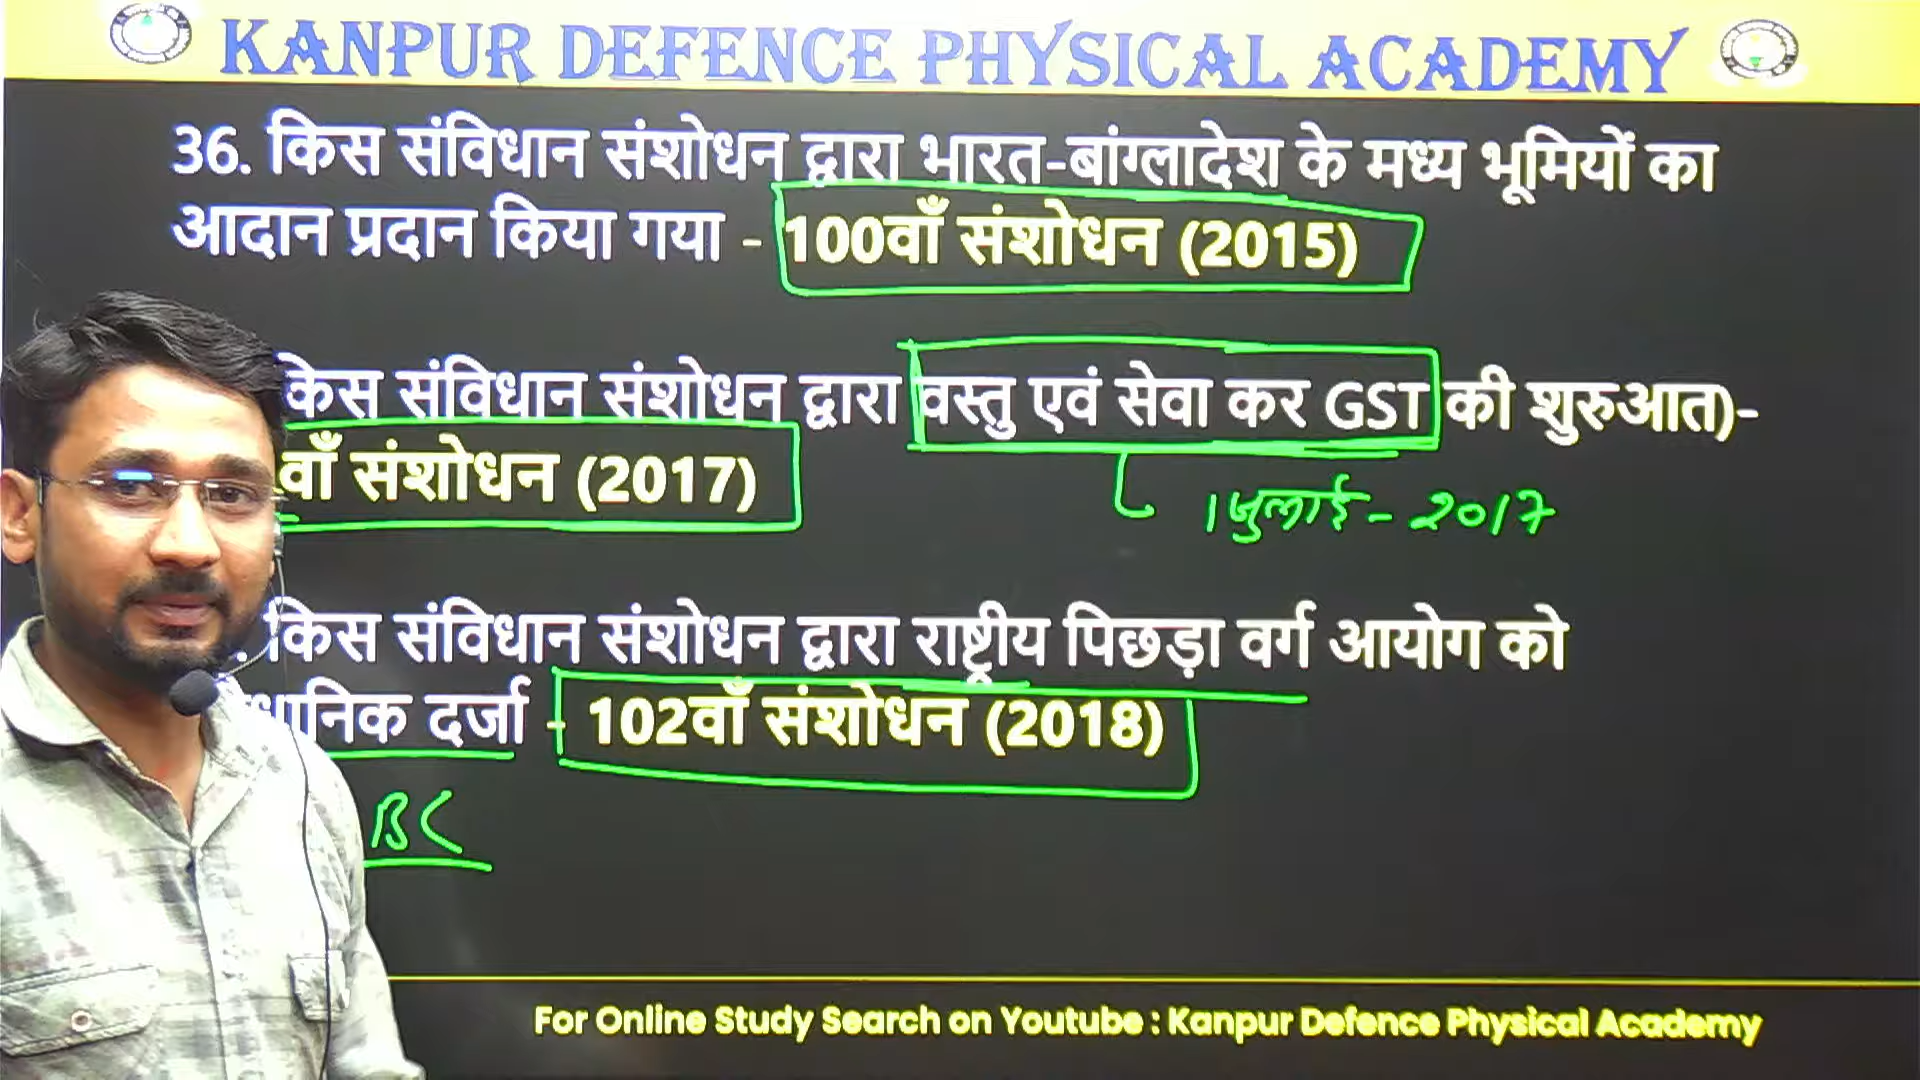 KANPUR DEFENCE PHYSICAL ACADEMY
36. किस संविधान संशोधन द्वारा भारत-बांग्लादेश के मध्य भूमियों का
आदान प्रदान किया गया - 100वाँ संशोधन (2015)
संविधान संशोधन द्वारा वस्तु एवं सेवा कर GST की शुरुआत)-
वाँ संशोधन (2017)
1 जुलाई - 2017
किस संविधान संशोधन द्वारा राष्ट्रीय पिछड़ा वर्ग आयोग को
दर्जा - 102वाँ संशोधन (2018)
BC
For Online Study Search on Youtube : Kanpur Defence Physical Academy